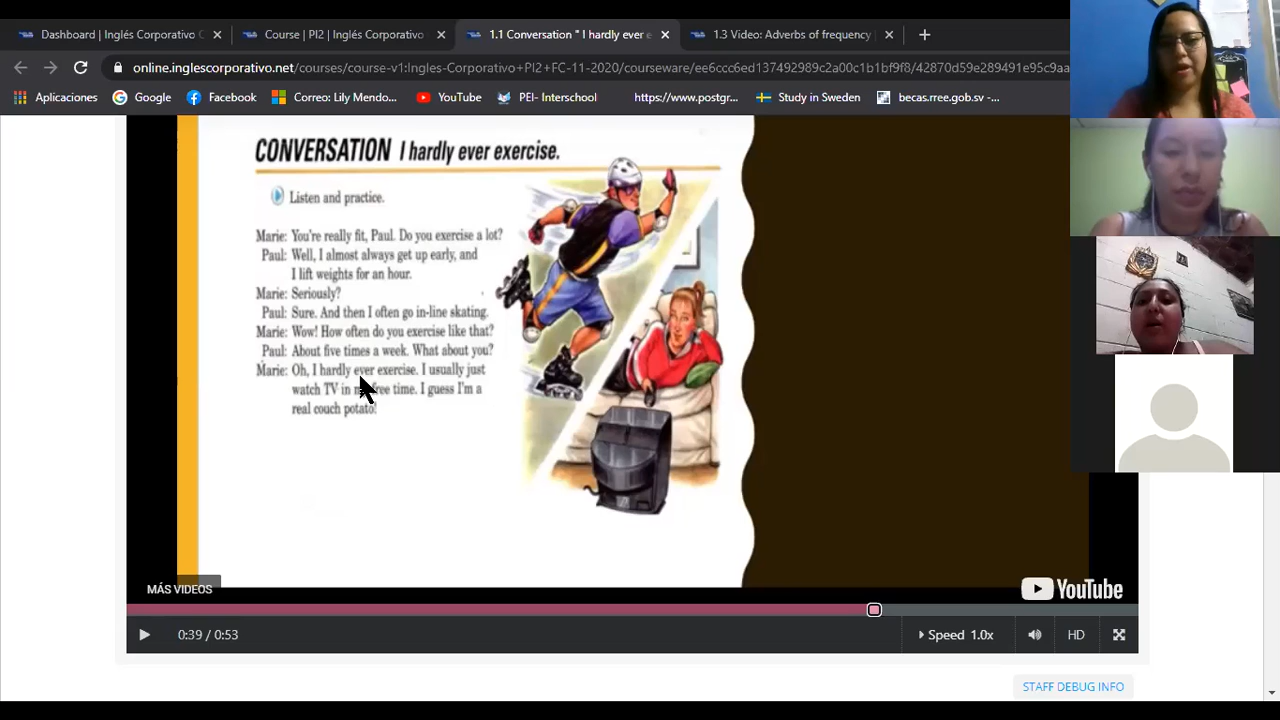 Dashboard | Inglés Corporativo C
Course | PI2 | Inglés Corporativo
1.1 Conversation " I hardly ever e
1.3 Video: Adverbs of frequency |
online.inglescorporativo.net/courses/course-v1:Ingles-Corporativo
Aplicaciones
Google
Facebook
Correo: Lily Mendo...
YouTube
PEI- Interschool
https://www.postgr...
Study in Sweden
becas.rree.gob.sv -...
CONVERSATION I hardly ever exercise.
Listen and practice.
Marie: You're really fit, Paul. Do you exercise a lot?
Paul: Well, I almost always get up early, and
I lift weights for an hour.
Marie: Seriously?
Paul: Sure. And then I often go in-line skating.
Marie: Wow! How often do you exercise like that?
Paul: About five times a week. What about you?
Marie: Oh, I hardly ever exercise. I usually just
watch TV in my free time. I guess I'm a
real couch potato!
MÁS VIDEOS
YouTube
0:39 / 0:53
Speed 1.0x
HD
STAFF DEBUG INFO